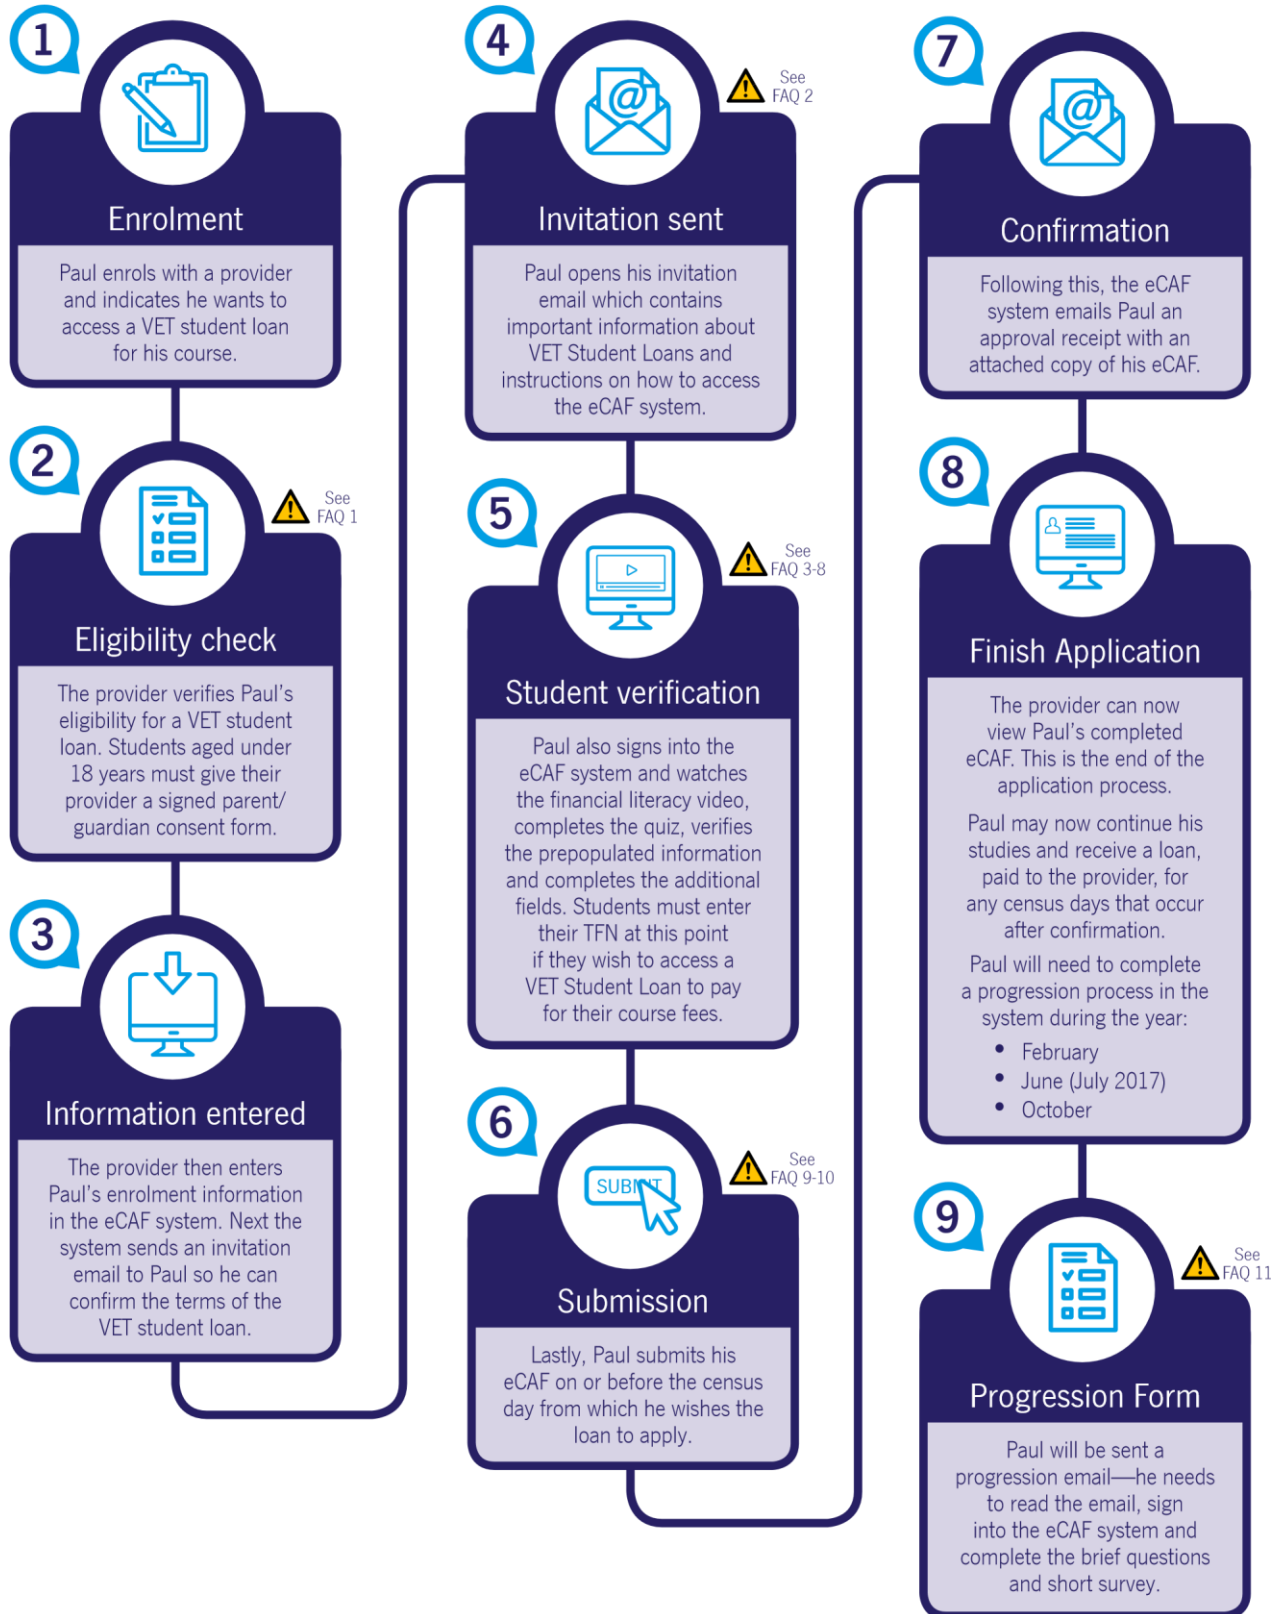 1
Enrolment
Paul enrols with a provider
and indicates he wants to
access a VET student loan
for his course.
2
See
FAQ 1
Eligibility check
The provider verifies Paul's
eligibility for a VET student
loan. Students aged under
18 years must give their
provider a signed parent/
guardian consent form.
3
Information entered
The provider then enters
Paul's enrolment information
in the eCAF system. Next the
system sends an invitation
email to Paul so he can
confirm the terms of the
VET student loan.
4
@
See
FAQ 2
Invitation sent
Paul opens his invitation
email which contains
important information about
VET Student Loans and
instructions on how to access
the eCAF system.
5
See
FAQ 3-8
Student verification
Paul also signs into the
eCAF system and watches
the financial literacy video,
completes the quiz, verifies
the prepopulated information
and completes the additional
fields. Students must enter
their TFN at this point
if they wish to access a
VET Student Loan to pay
for their course fees.
6
SUBMIT
See
FAQ 9-10
Submission
Lastly, Paul submits his
eCAF on or before the census
day from which he wishes the
loan to apply.
7
@
Confirmation
Following this, the eCAF
system emails Paul an
approval receipt with an
attached copy of his eCAF.
8
Finish Application
The provider can now
view Paul's completed
eCAF. This is the end of the
application process.
Paul may now continue his
studies and receive a loan,
paid to the provider, for
any census days that occur
after confirmation.
Paul will need to complete
a progression process in the
system during the year:
• February
• June (July 2017)
• October
9
See
FAQ 11
Progression Form
Paul will be sent a
progression email—he needs
to read the email, sign
into the eCAF system and
complete the brief questions
and short survey.